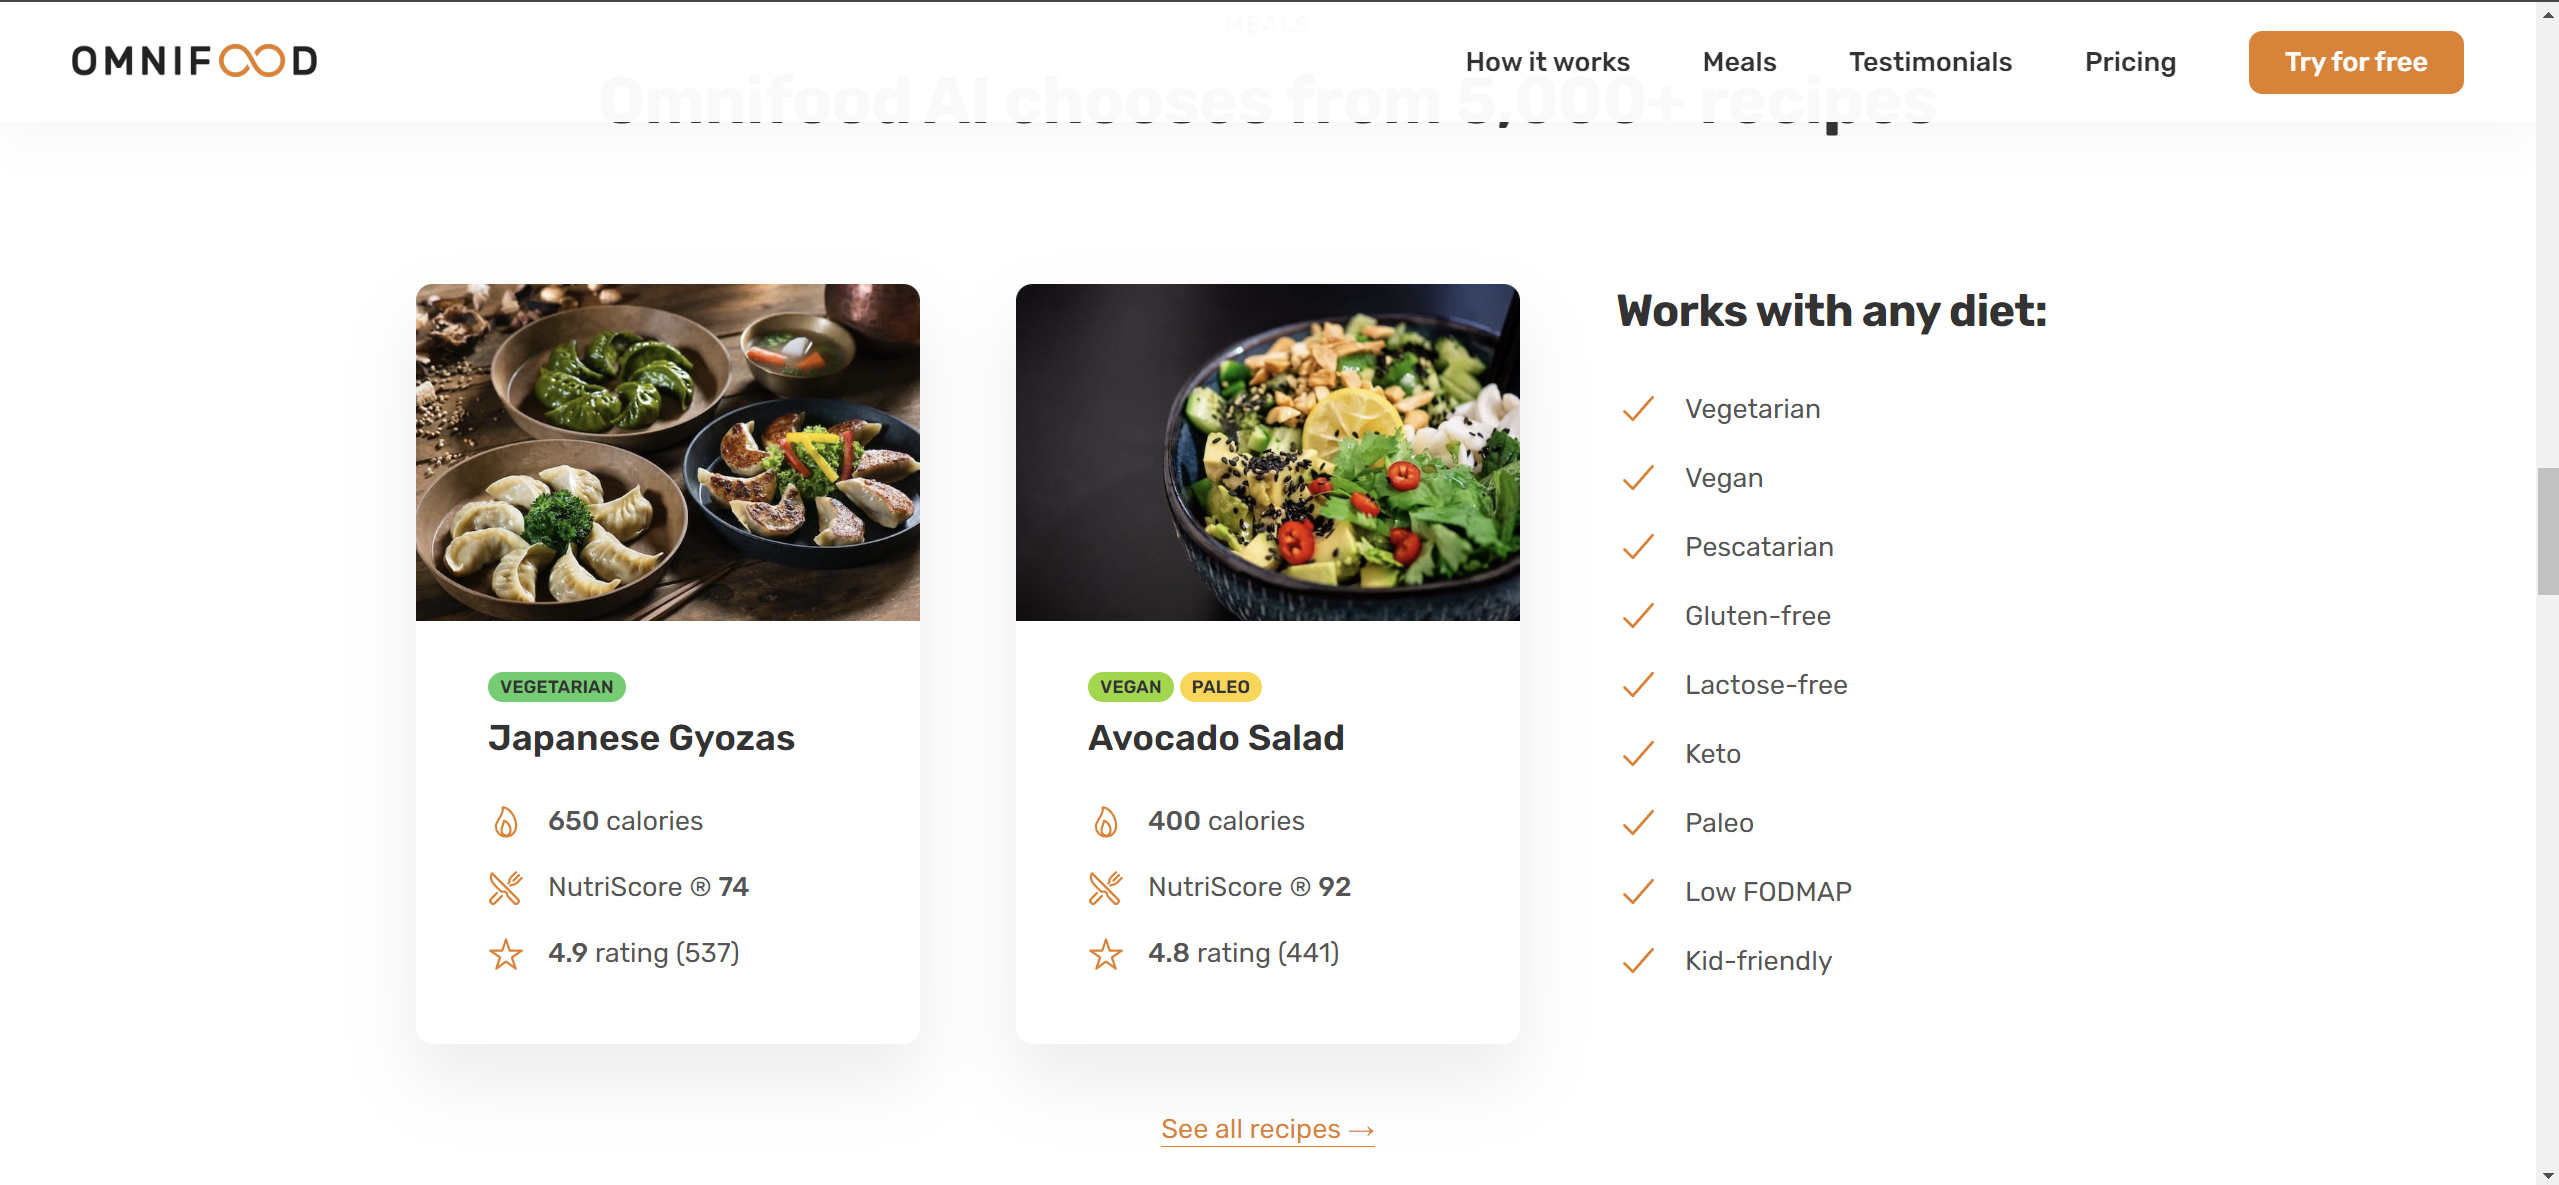 MEALS
OMNIFOOD
How it works
Meals
Testimonials
Pricing
Try for free
Omnifood AI chooses from 5,000+ recipes
VEGETARIAN
Japanese Gyozas
650 calories
NutriScore ® 74
4.9 rating (537)
VEGAN PALEO
Avocado Salad
400 calories
NutriScore ® 92
4.8 rating (441)
Works with any diet:
Vegetarian
Vegan
Pescatarian
Gluten-free
Lactose-free
Keto
Paleo
Low FODMAP
Kid-friendly
See all recipes →